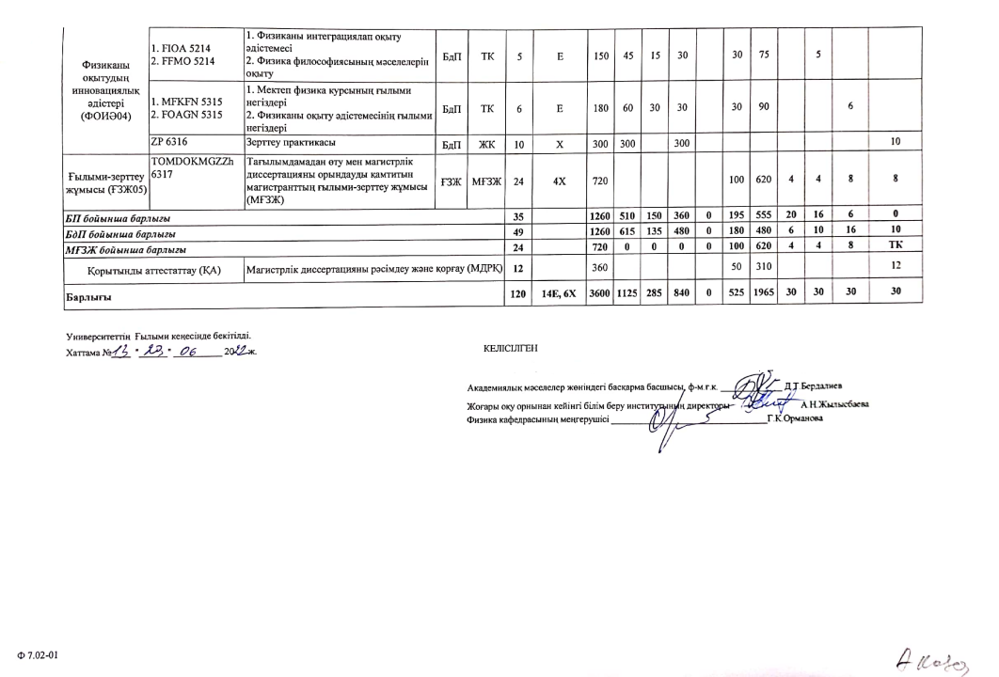 Физиканы оқытудың инновациялық әдістері (ФОИӘ04)
1. FIOA 5214 2. FFMO 5214 1. Физиканы интеграциялап оқыту әдістемесі 2. Физика философиясының мәселелерін оқыту БдП ТК 5 Е 150 45 15 30 30 75 5
1. MFKFN 5315 2. FOAGN 5315 1. Мектеп физика курсының ғылыми негіздері 2. Физиканы оқыту әдістемесінің ғылыми негіздері БдП ТК 6 Е 180 60 30 30 30 90 6
ZP 6316 Зерттеу практикасы БдП ЖК 10 Х 300 300 300 10
Ғылыми-зерттеу жұмысы (ҒЗЖ05) TOMDOKMGZZh 6317 Тағылымдамадан өту мен магистрлік диссертацияны орындауды камтитын магистранттың ғылыми-зерттеу жұмысы (МҒЗЖ) ҒЗЖ МҒЗЖ 24 4Х 720 100 620 4 4 8 8
БП бойынша барлығы 35 1260 510 150 360 0 195 555 20 16 6 0
БдП бойынша барлығы 49 1260 615 135 480 0 180 480 6 10 16 10
МҒЗЖ бойынша барлығы 24 720 0 0 0 0 100 620 4 4 8 ТК
Қорытынды аттестаттау (ҚА) Магистрлік диссертацияны рәсімдеу және қорғау (МДРҚ) 12 360 50 310 12
Барлығы 120 14Е, 6Х 3600 1125 285 840 0 525 1965 30 30 30 30
Университеттін Ғылыми кеңесінде бекітілді.
Хаттама №13 " 23 " 06 2022ж.
КЕЛІСІЛГЕН
Академиялық мәселелер жөніндегі басқарма басшысы, ф-м.г.к. Д.Т.Бердалиев
Жоғары оқу орнынан кейінгі білім беру институтының директоры А.Н.Жылысбаева
Физика кафедрасының меңгерушісі Г.К.Орманова
Ф 7.02-01